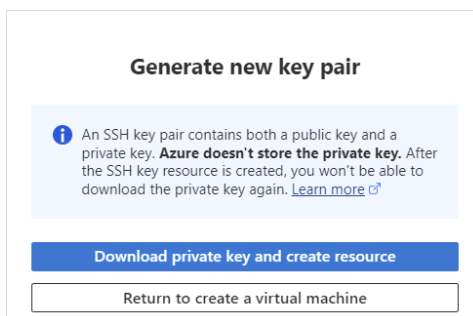 Generate new key pair
An SSH key pair contains both a public key and a
private key. Azure doesn't store the private key. After
the SSH key resource is created, you won't be able to
download the private key again. Learn more
Download private key and create resource
Return to create a virtual machine